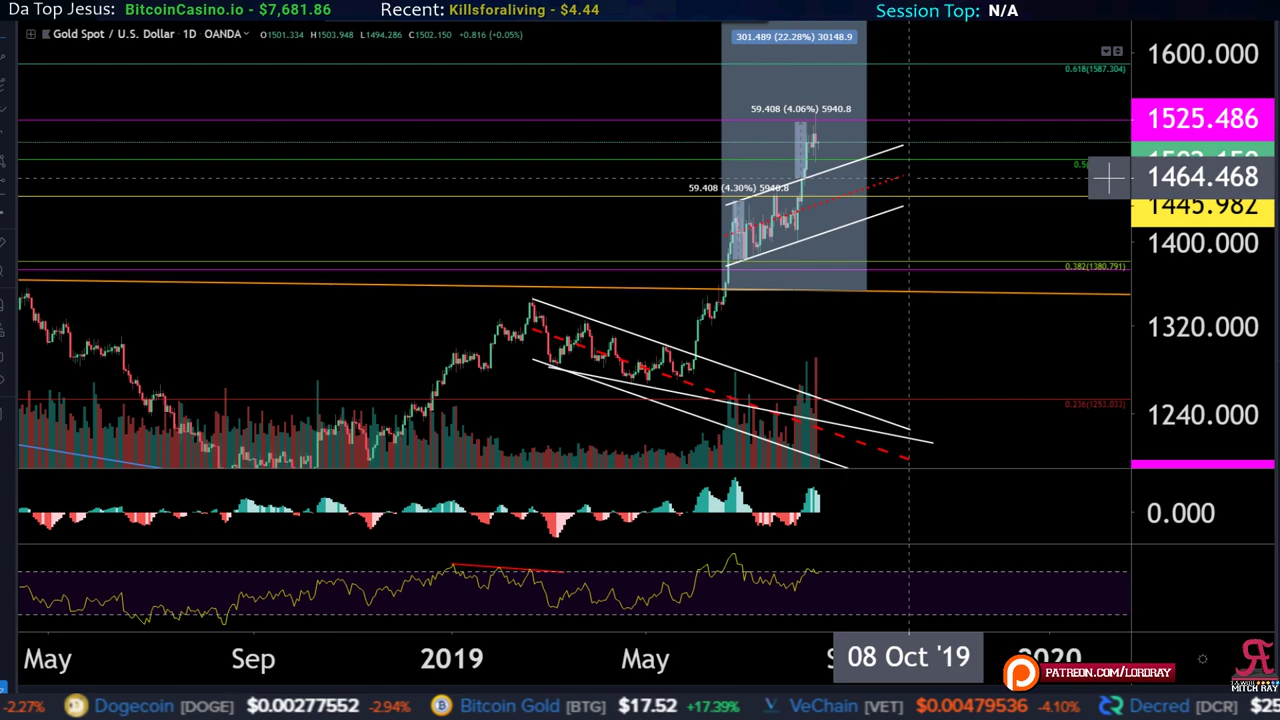 Da Top Jesus: BitcoinCasino.io - $7,681.86 Recent: Killsforaliving - $4.44 Session Top: N/A
Gold Spot / U.S. Dollar · 1D · OANDA O1501.334 H1503.948 L1494.286 C1502.150 +0.816 (+0.05%)
301.489 (22.28%) 30148.9
1600.000
0.618(1587.304)
59.408 (4.06%) 5940.8
1525.486
1464.468
59.408 (4.30%) 5940.8
1445.982
1400.000
0.382(1380.791)
1320.000
0.236(1253.033)
1240.000
0.000
May Sep 2019 May 08 Oct '19 2020
PATREON.COM/LORDRAY
MITCH RAY
-2.27% Dogecoin [DOGE] $0.00277552 -2.94% Bitcoin Gold [BTG] $17.52 +17.39% VeChain [VET] $0.00479536 -4.10% Decred [DCR]